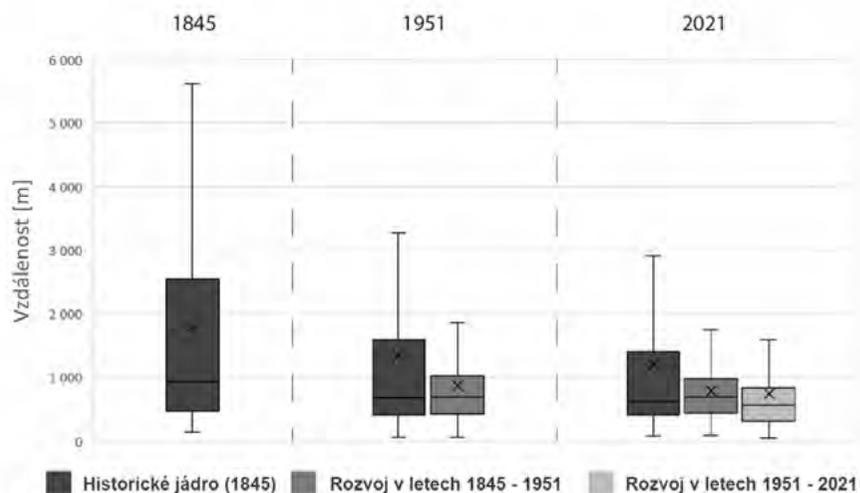 1845 1951 2021
6 000
5 000
4 000
3 000
2 000
1 000
0
Vzdálenost [m]
Historické jádro (1845) Rozvoj v letech 1845 - 1951 Rozvoj v letech 1951 - 2021